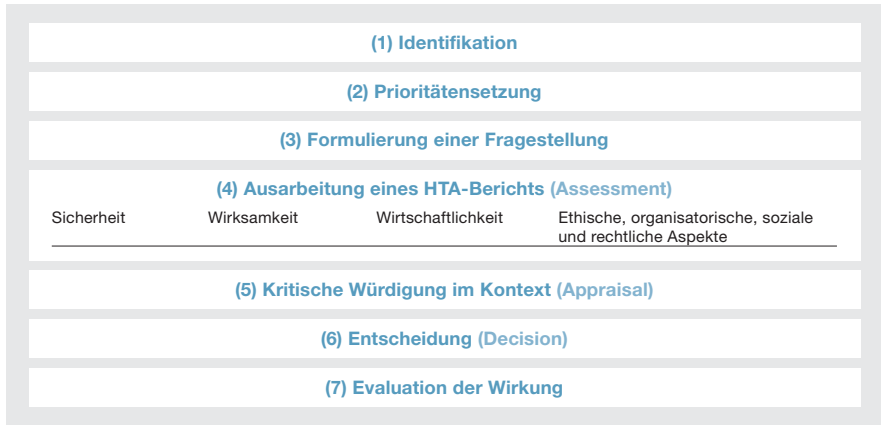 (1) Identifikation
(2) Prioritätensetzung
(3) Formulierung einer Fragestellung
(4) Ausarbeitung eines HTA-Berichts (Assessment)
Sicherheit Wirksamkeit Wirtschaftlichkeit Ethische, organisatorische, soziale
und rechtliche Aspekte
(5) Kritische Würdigung im Kontext (Appraisal)
(6) Entscheidung (Decision)
(7) Evaluation der Wirkung